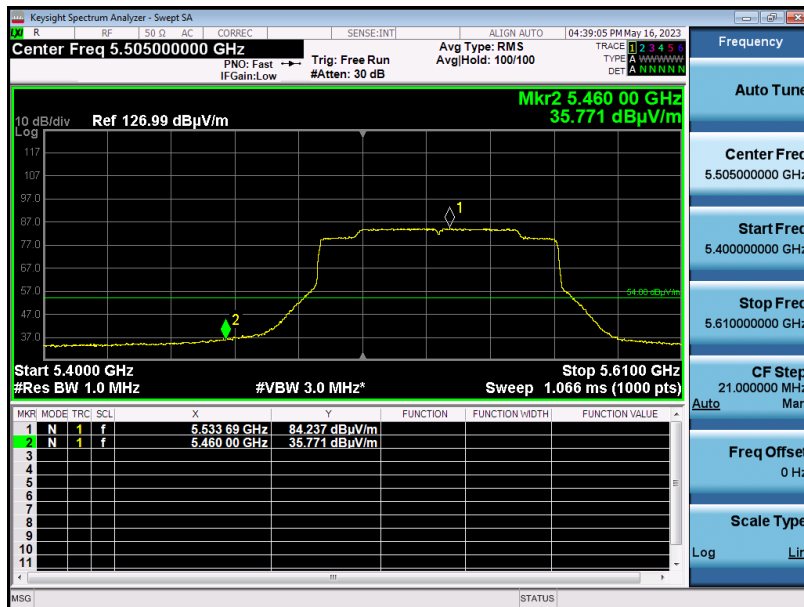 Keysight Spectrum Analyzer - Swept SA
LXI R RF 50 Ω AC CORREC SENSE:INT ALIGN AUTO 04:39:05 PM May 16, 2023
Center Freq 5.505000000 GHz
PNO: Fast
IFGain:Low
Trig: Free Run
#Atten: 30 dB
Avg Type: RMS
Avg|Hold: 100/100
TRACE 1 2 3 4 5 6
TYPE A W W W W W
DET A N N N N N
Mkr2 5.460 00 GHz
35.771 dBµV/m
10 dB/div Ref 126.99 dBµV/m
Log
117
107
97.0
87.0
77.0
67.0
57.0
47.0
37.0
1
2
54.00 dBµV/m
Start 5.4000 GHz Stop 5.6100 GHz
#Res BW 1.0 MHz #VBW 3.0 MHz* Sweep 1.066 ms (1000 pts)
MKR MODE TRC SCL X Y FUNCTION FUNCTION WIDTH FUNCTION VALUE
1 N 1 f 5.533 69 GHz 84.237 dBµV/m
2 N 1 f 5.460 00 GHz 35.771 dBµV/m
3
4
5
6
7
8
9
10
11
MSG STATUS
Frequency
Auto Tune
Center Freq
5.505000000 GHz
Start Freq
5.400000000 GHz
Stop Freq
5.610000000 GHz
CF Step
21.000000 MHz
Auto Man
Freq Offset
0 Hz
Scale Type
Log Lin